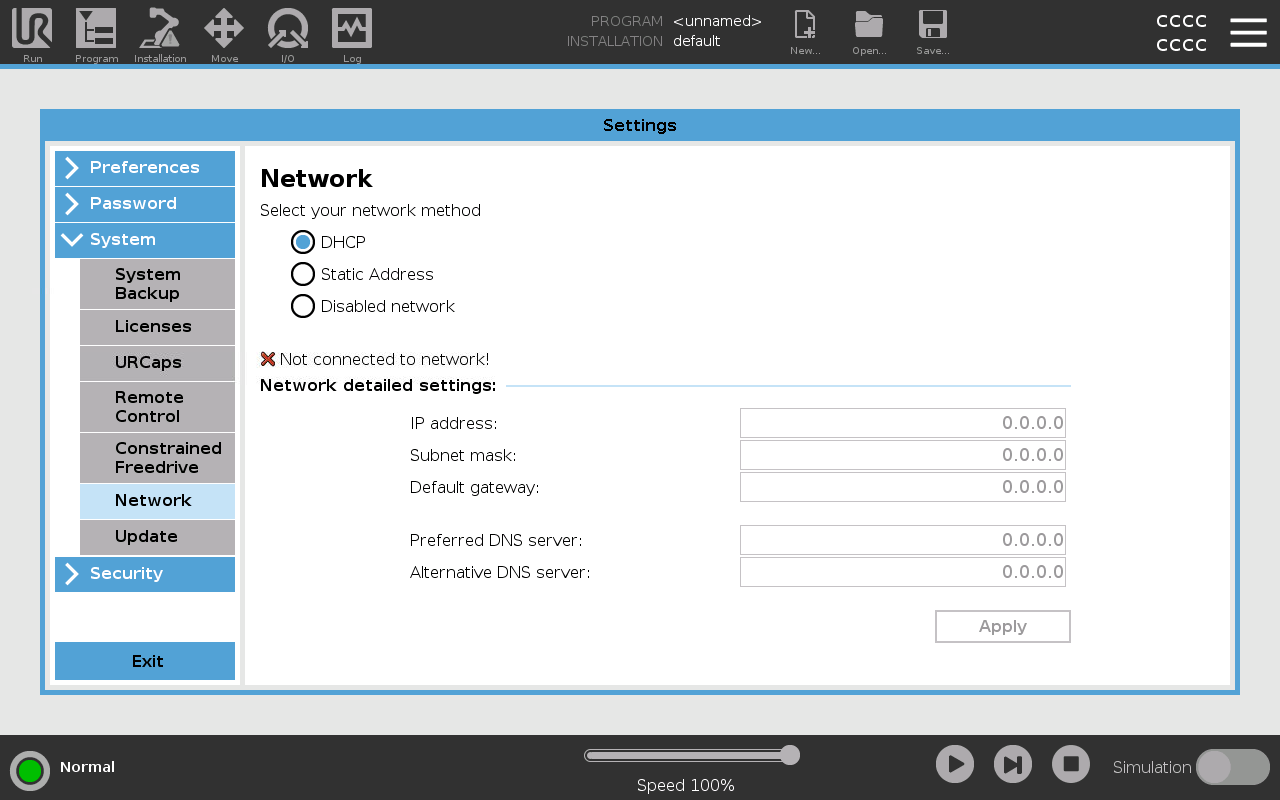 PROGRAM <unnamed>
INSTALLATION default
CCCC
CCCC
Run
Program
Installation
Move
I/O
Log
New...
Open...
Save...
Settings
Preferences
Password
System
System
Backup
Licenses
URCaps
Remote
Control
Constrained
Freedrive
Network
Update
Security
Exit
Network
Select your network method
DHCP
Static Address
Disabled network
Not connected to network!
Network detailed settings:
IP address: 0.0.0.0
Subnet mask: 0.0.0.0
Default gateway: 0.0.0.0
Preferred DNS server: 0.0.0.0
Alternative DNS server: 0.0.0.0
Apply
Normal
Speed 100%
Simulation